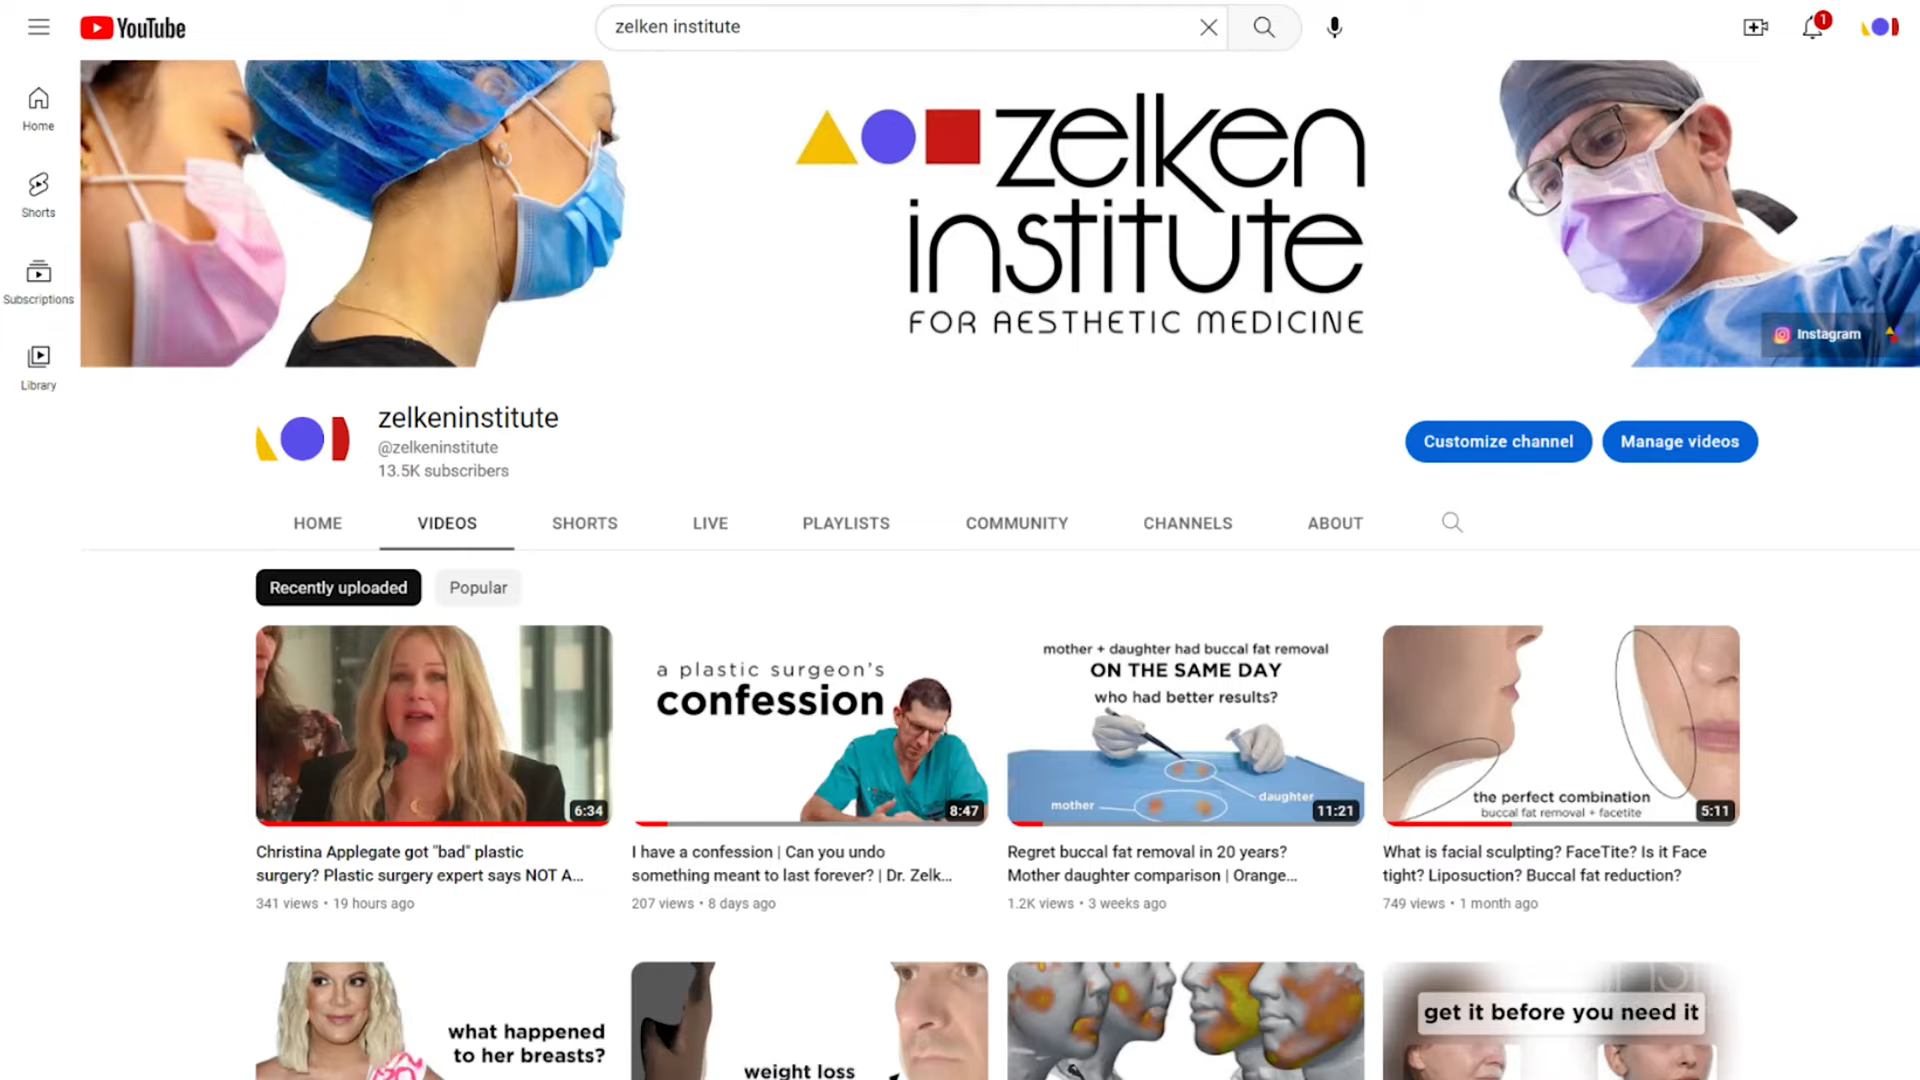 YouTube
zelken institute
1
Home
Shorts
Subscriptions
Library
zelken
institute
FOR AESTHETIC MEDICINE
Instagram
zelkeninstitute
@zelkeninstitute
13.5K subscribers
Customize channel
Manage videos
HOME
VIDEOS
SHORTS
LIVE
PLAYLISTS
COMMUNITY
CHANNELS
ABOUT
Recently uploaded
Popular
6:34
Christina Applegate got "bad" plastic
surgery? Plastic surgery expert says NOT A...
341 views • 19 hours ago
a plastic surgeon's
confession
8:47
I have a confession | Can you undo
something meant to last forever? | Dr. Zelk...
207 views • 8 days ago
mother + daughter had buccal fat removal
ON THE SAME DAY
who had better results?
daughter
mother
11:21
Regret buccal fat removal in 20 years?
Mother daughter comparison | Orange...
1.2K views • 3 weeks ago
the perfect combination
buccal fat removal + facetite
5:11
What is facial sculpting? FaceTite? Is it Face
tight? Liposuction? Buccal fat reduction?
749 views • 1 month ago
what happened
to her breasts?
weight loss
get it before you need it